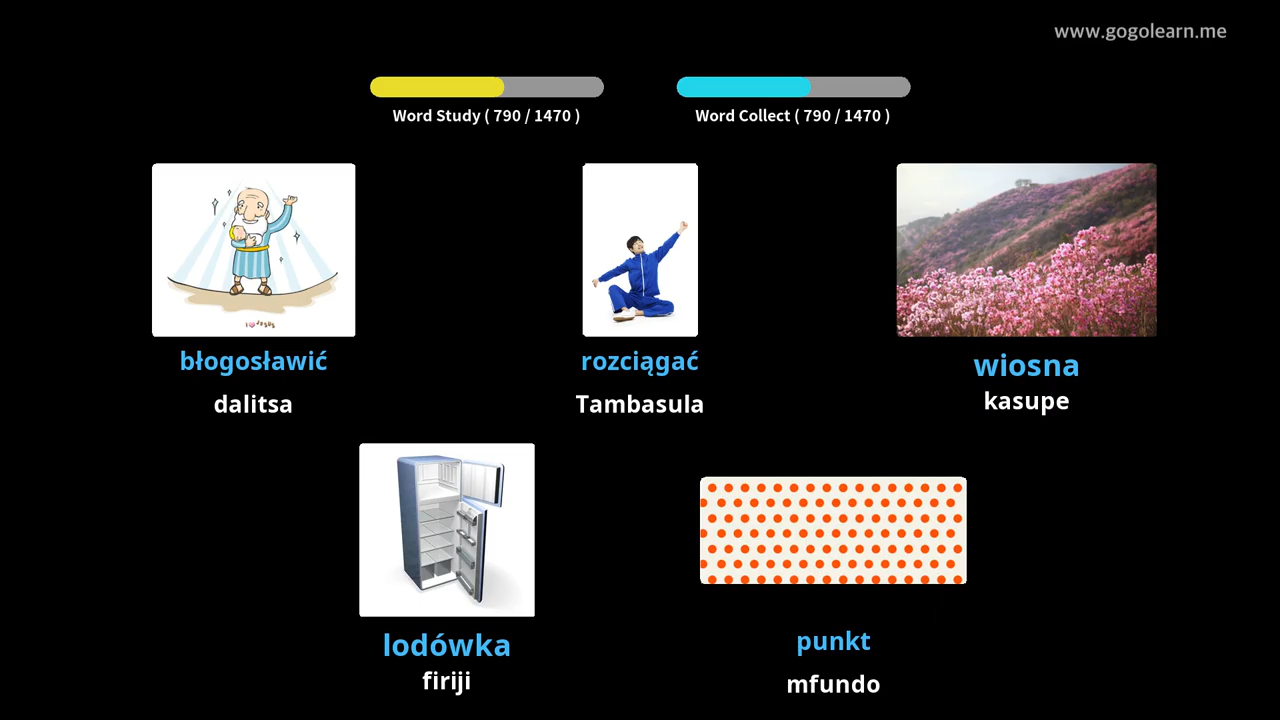 www.gogolearn.me
Word Study ( 790 / 1470 )
Word Collect ( 790 / 1470 )
I JESUS
błogosławić
dalitsa
rozciągać
Tambasula
wiosna
kasupe
lodówka
firiji
punkt
mfundo